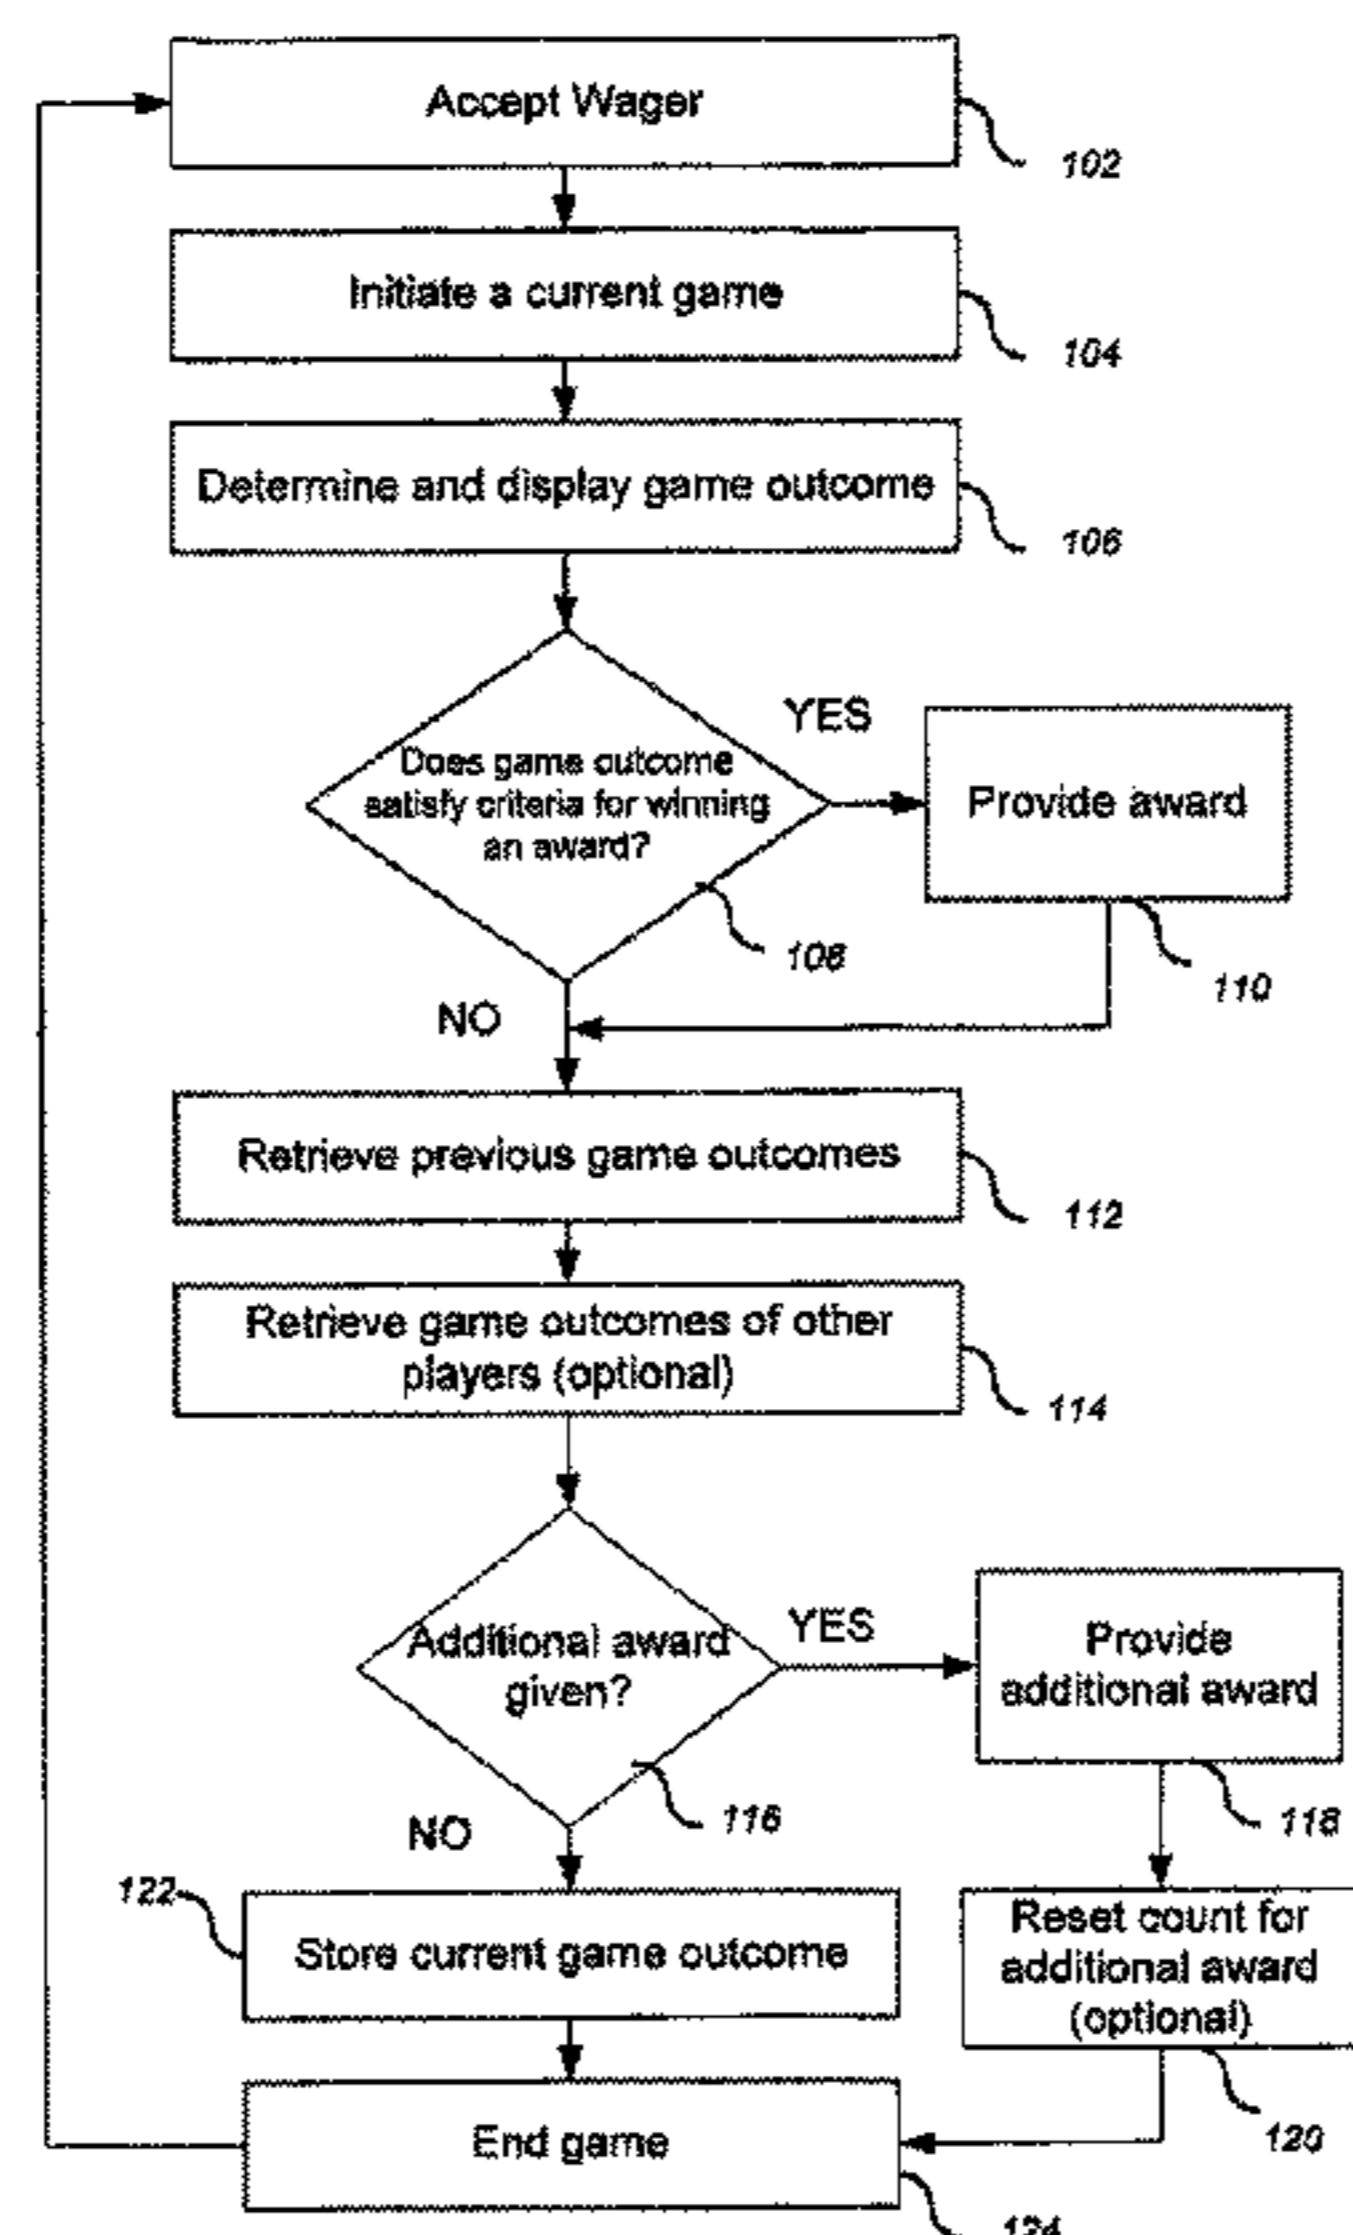 Accept Wager
102
Initiate a current game
104
Determine and display game outcome
106
Does game outcome
satisfy criteria for winning
an award?
YES
Provide award
108
110
NO
Retrieve previous game outcomes
112
Retrieve game outcomes of other
players (optional)
114
Additional award
given?
YES
Provide
additional award
116
118
NO
122
Store current game outcome
Reset count for
additional award
(optional)
120
End game
124